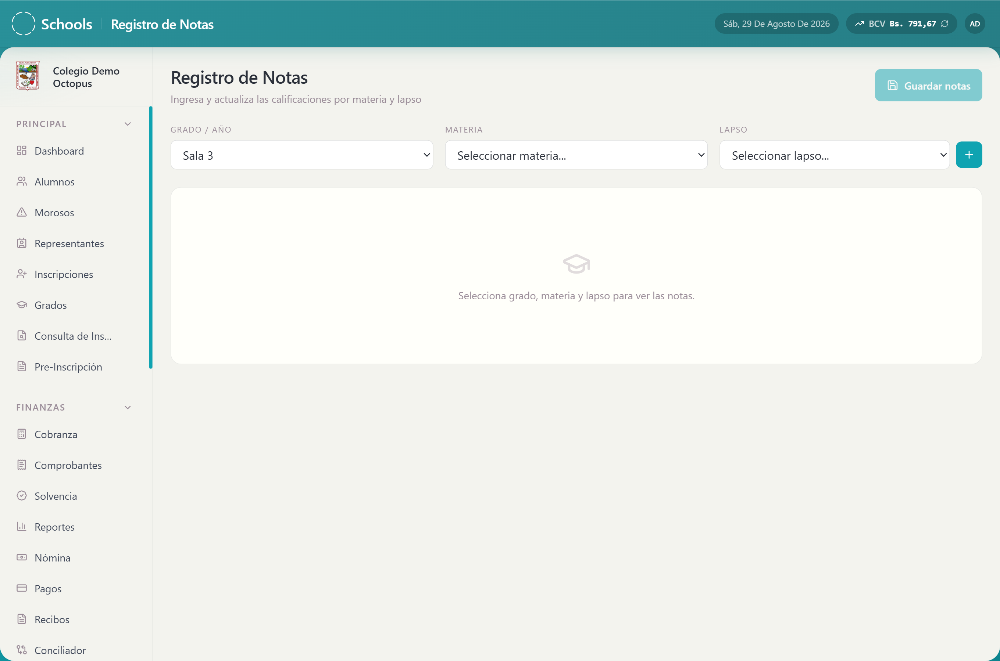 Schools
Registro de Notas
Sáb, 29 De Agosto De 2026
BCV Bs. 791,67
AD
Colegio Demo
Octopus
PRINCIPAL
Dashboard
Alumnos
Morosos
Representantes
Inscripciones
Grados
Consulta de Ins...
Pre-Inscripción
FINANZAS
Cobranza
Comprobantes
Solvencia
Reportes
Nómina
Pagos
Recibos
Conciliador
Registro de Notas
Ingresa y actualiza las calificaciones por materia y lapso
Guardar notas
GRADO / AÑO
Sala 3
MATERIA
Seleccionar materia...
LAPSO
Seleccionar lapso...
Selecciona grado, materia y lapso para ver las notas.